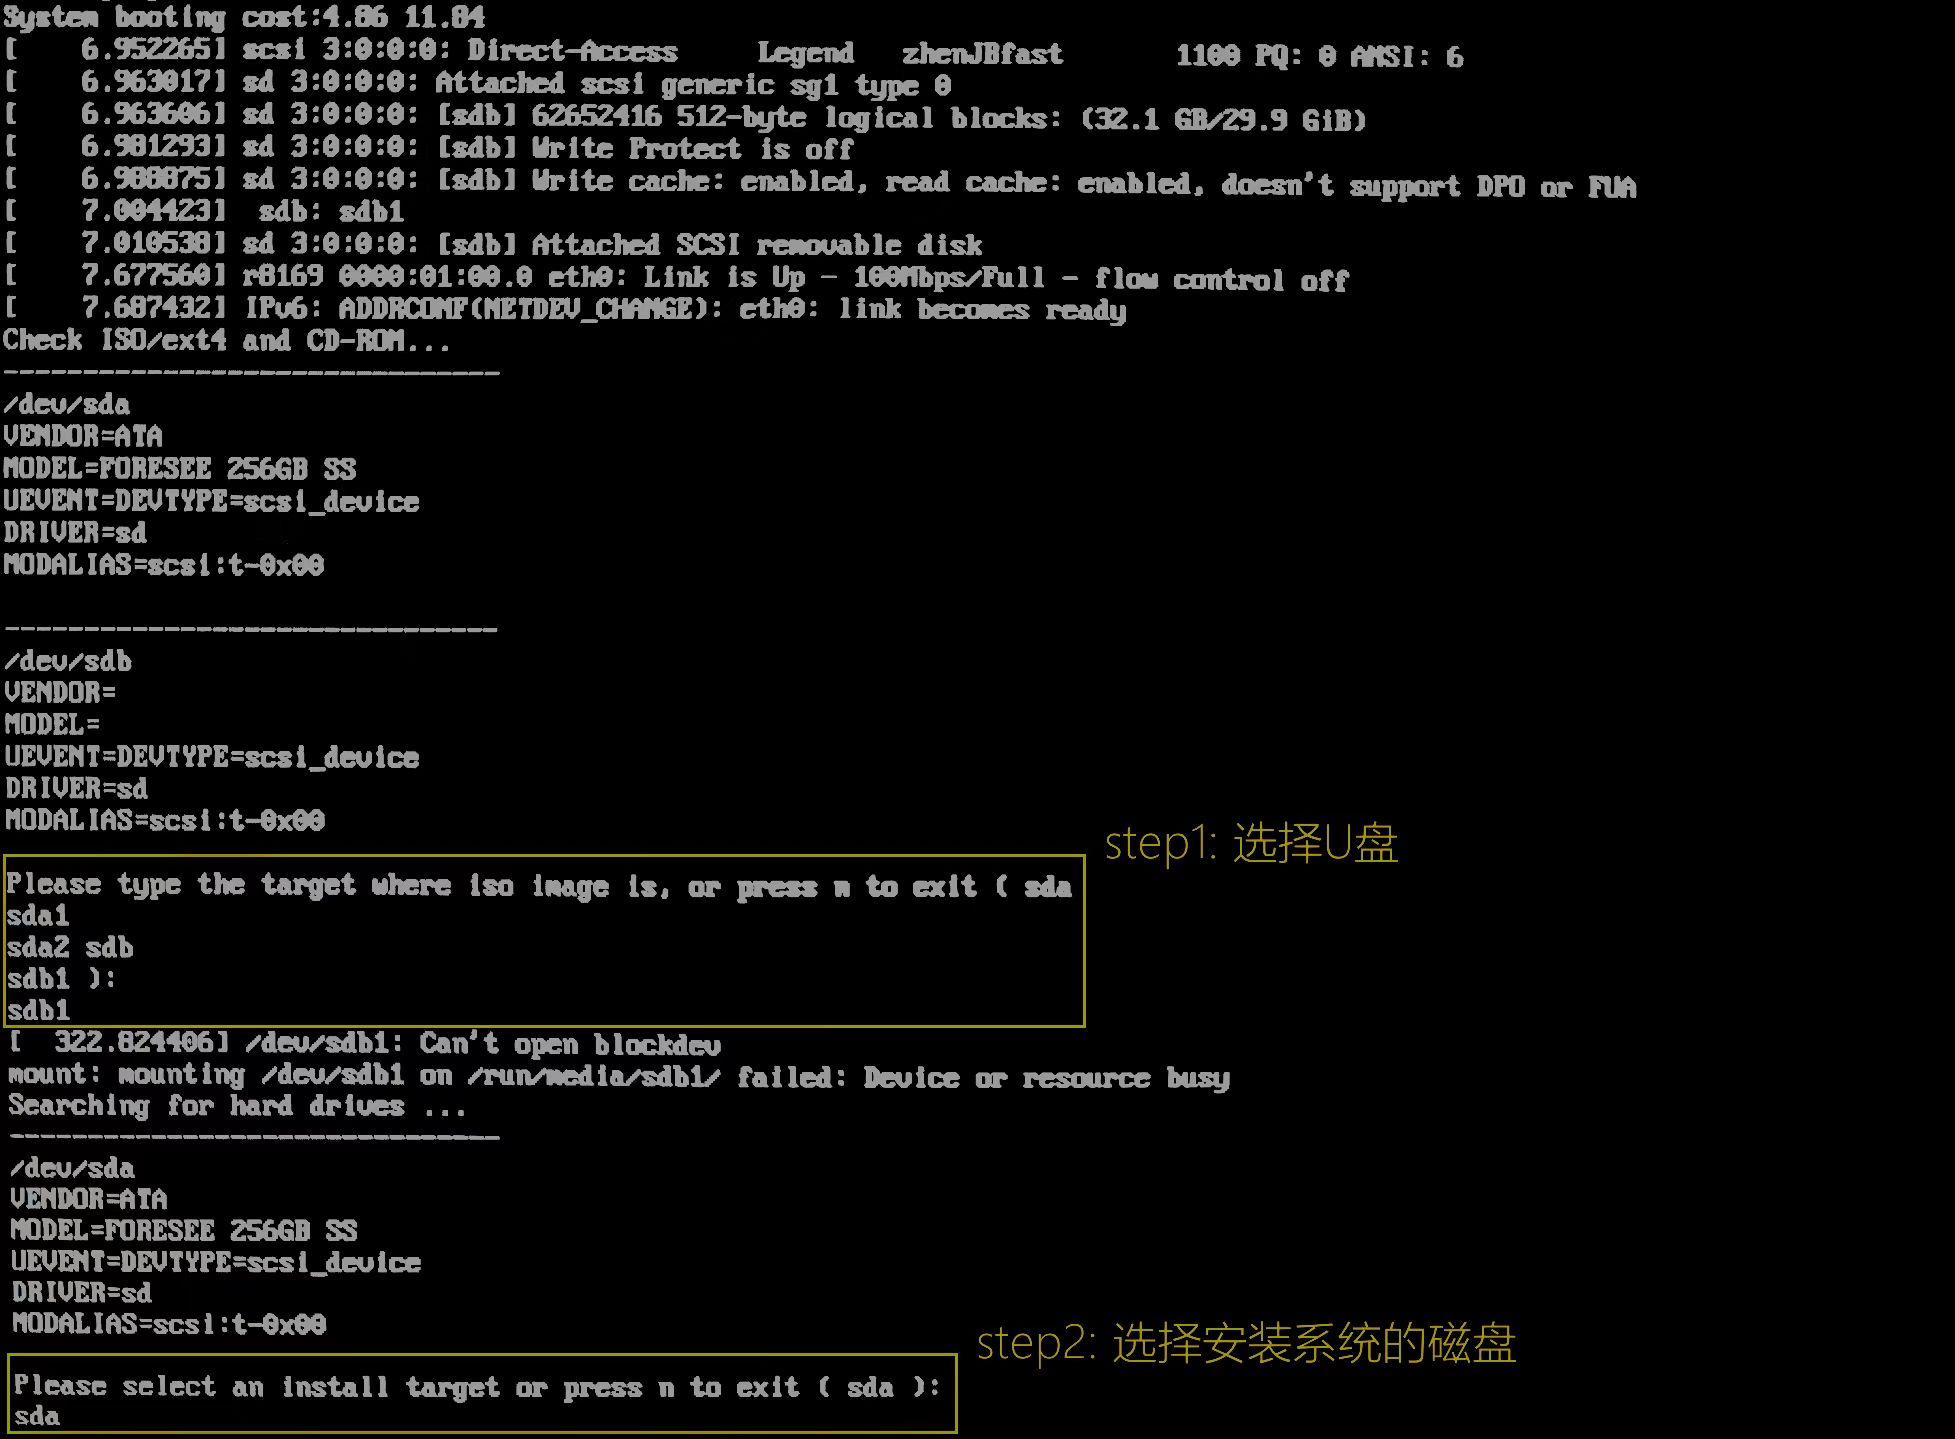 System booting cost:4.86 11.84
[    6.952265] scsi 3:0:0:0: Direct-Access     Legend   zhenJBfast       1100 PQ: 0 ANSI: 6
[    6.963017] sd 3:0:0:0: Attached scsi generic sg1 type 0
[    6.963606] sd 3:0:0:0: [sdb] 62652416 512-byte logical blocks: (32.1 GB/29.9 GiB)
[    6.981293] sd 3:0:0:0: [sdb] Write Protect is off
[    6.988875] sd 3:0:0:0: [sdb] Write cache: enabled, read cache: enabled, doesn't support DPO or FUA
[    7.004423]  sdb: sdb1
[    7.010538] sd 3:0:0:0: [sdb] Attached SCSI removable disk
[    7.677560] r8169 0000:01:00.0 eth0: Link is Up - 100Mbps/Full - flow control off
[    7.687432] IPv6: ADDRCONF(NETDEV_CHANGE): eth0: link becomes ready
Check ISO/ext4 and CD-ROM...
-------------------------------
/dev/sda
VENDOR=ATA
MODEL=FORESEE 256GB SS
UEVENT=DEVTYPE=scsi_device
DRIVER=sd
MODALIAS=scsi:t-0x00
-------------------------------
/dev/sdb
VENDOR=
MODEL=
UEVENT=DEVTYPE=scsi_device
DRIVER=sd
MODALIAS=scsi:t-0x00
step1: 选择U盘
Please type the target where iso image is, or press n to exit ( sda
sda1
sda2 sdb
sdb1 ):
sdb1
[  322.824406] /dev/sdb1: Can't open blockdev
mount: mounting /dev/sdb1 on /run/media/sdb1/ failed: Device or resource busy
Searching for hard drives ...
-------------------------------
/dev/sda
VENDOR=ATA
MODEL=FORESEE 256GB SS
UEVENT=DEVTYPE=scsi_device
DRIVER=sd
MODALIAS=scsi:t-0x00
step2: 选择安装系统的磁盘
Please select an install target or press n to exit ( sda ):
sda